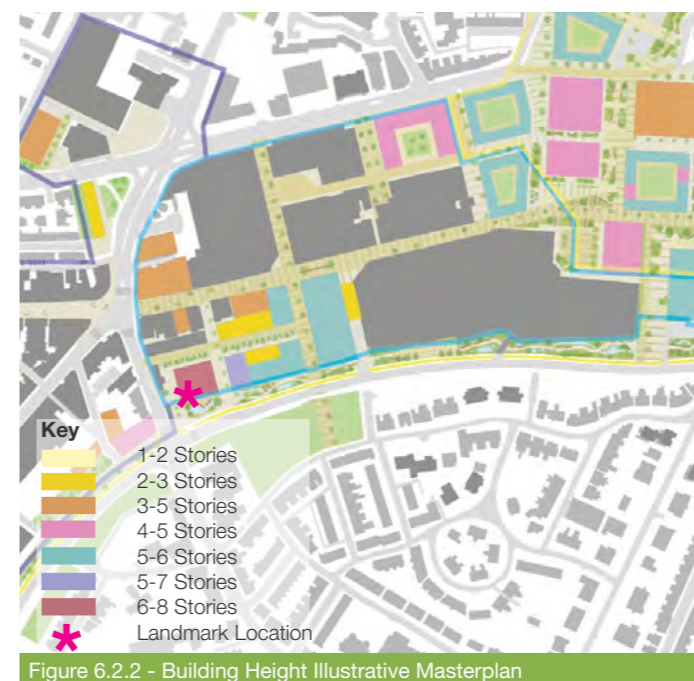 Key
1-2 Stories
2-3 Stories
3-5 Stories
4-5 Stories
5-6 Stories
5-7 Stories
6-8 Stories
Landmark Location
Figure 6.2.2 - Building Height Illustrative Masterplan